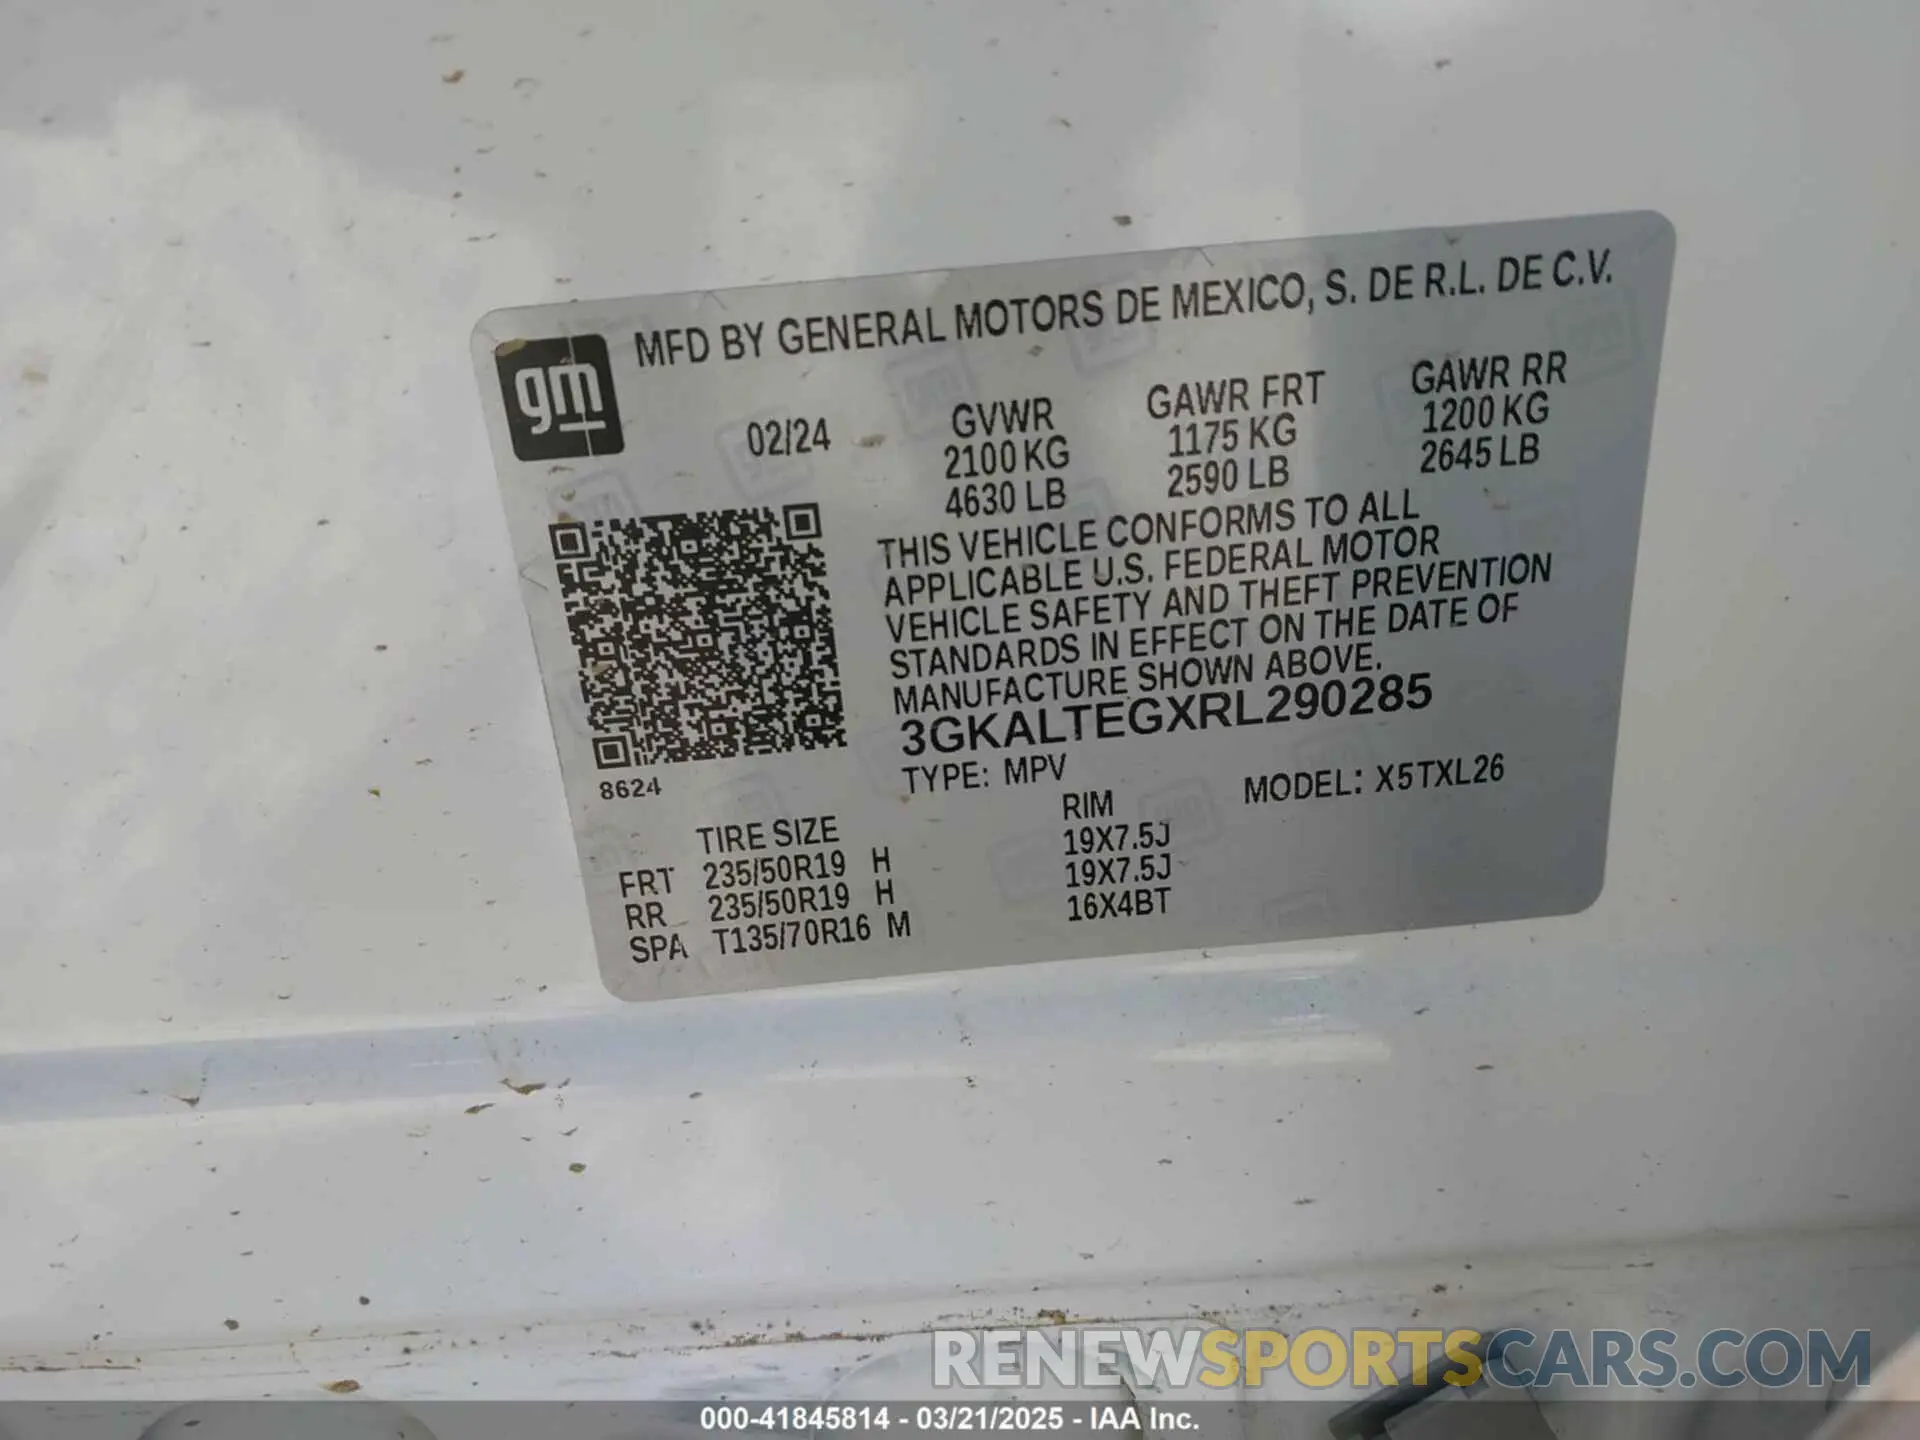 gm
MFD BY GENERAL MOTORS DE MEXICO, S. DE R.L. DE C.V.
02/24
GVWR
2100 KG
4630 LB
GAWR FRT
1175 KG
2590 LB
GAWR RR
1200 KG
2645 LB
THIS VEHICLE CONFORMS TO ALL
APPLICABLE U.S. FEDERAL MOTOR
VEHICLE SAFETY AND THEFT PREVENTION
STANDARDS IN EFFECT ON THE DATE OF
MANUFACTURE SHOWN ABOVE.
3GKALTEGXRL290285
8624
TYPE: MPV
MODEL: X5TXL26
TIRE SIZE RIM
FRT 235/50R19 H 19X7.5J
RR 235/50R19 H 19X7.5J
SPA T135/70R16 M 16X4BT
RENEWSPORTSCARS.COM
000-41845814 - 03/21/2025 - IAA Inc.